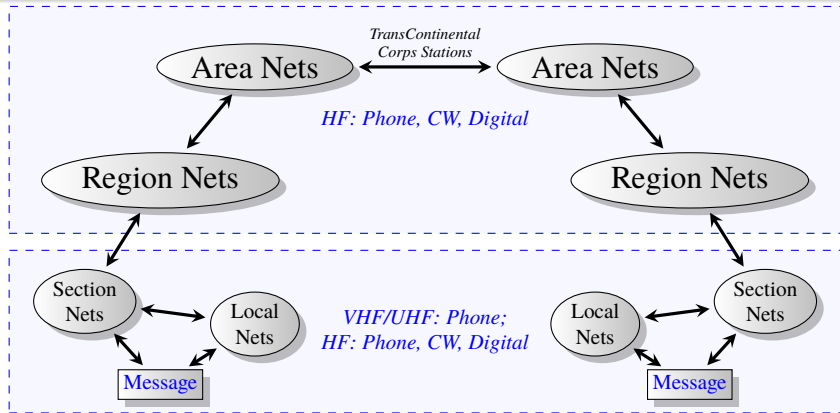 TransContinental
Corps Stations
Area Nets
Area Nets
HF: Phone, CW, Digital
Region Nets
Region Nets
Section
Nets
Local
Nets
VHF/UHF: Phone;
HF: Phone, CW, Digital
Local
Nets
Section
Nets
Message
Message